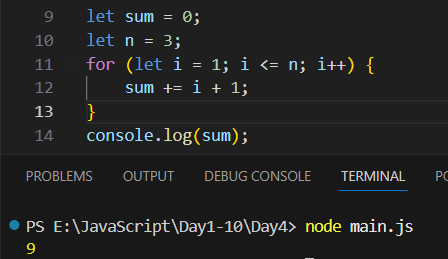 9 let sum = 0;
10 let n = 3;
11 for (let i = 1; i <= n; i++) {
12 sum += i + 1;
13 }
14 console.log(sum);
PROBLEMS OUTPUT DEBUG CONSOLE TERMINAL PO
PS E:\JavaScript\Day1-10\Day4> node main.js
9